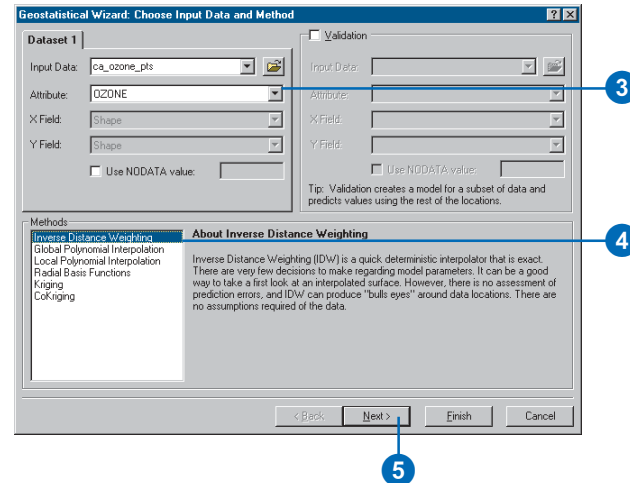 Geostatistical Wizard: Choose Input Data and Method
Dataset 1
Input Data: ca_ozone_pts
Attribute: OZONE
X Field: Shape
Y Field: Shape
Use NODATA value:
Validation
Input Data:
Attribute:
X Field:
Y Field:
Use NODATA value:
Tip: Validation creates a model for a subset of data and
predicts values using the rest of the locations.
3
Methods
Inverse Distance Weighting
Global Polynomial Interpolation
Local Polynomial Interpolation
Radial Basis Functions
Kriging
CoKriging
About Inverse Distance Weighting
Inverse Distance Weighting (IDW) is a quick deterministic interpolator that is exact.
There are very few decisions to make regarding model parameters. It can be a good
way to take a first look at an interpolated surface. However, there is no assessment of
prediction errors, and IDW can produce "bulls eyes" around data locations. There are
no assumptions required of the data.
4
< Back
Next >
Finish
Cancel
5